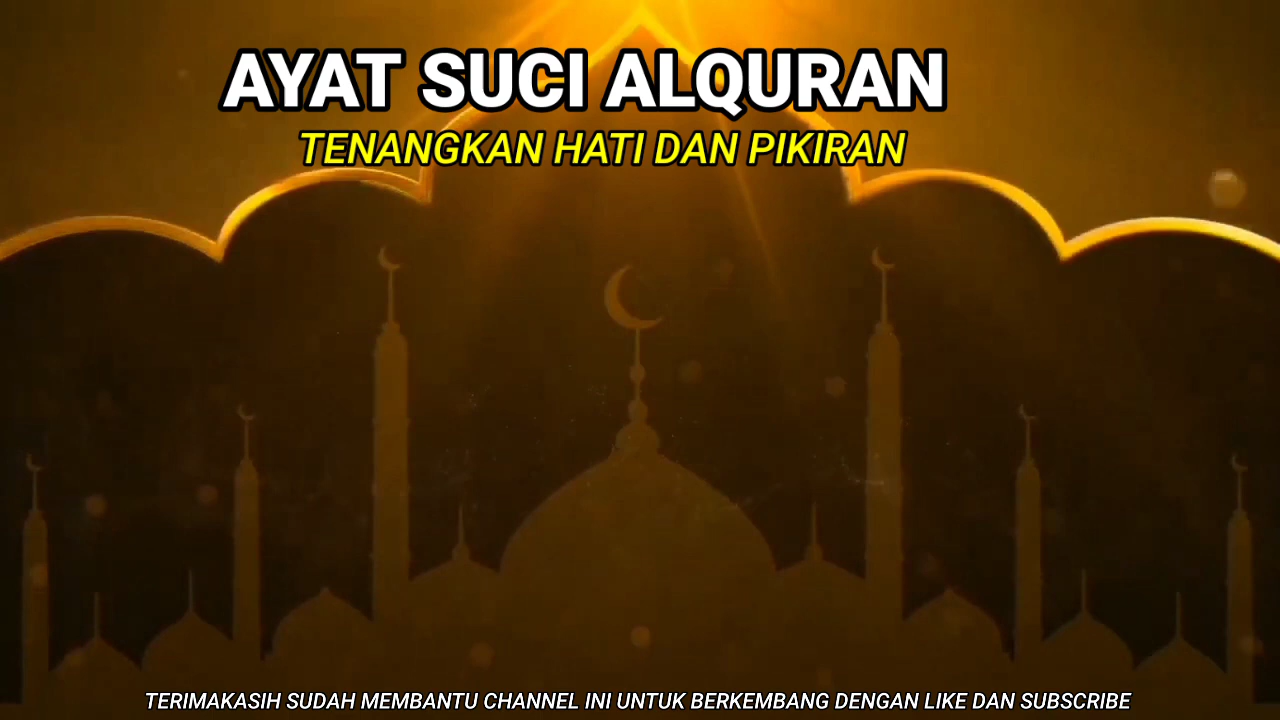 AYAT SUCI ALQURAN
TENANGKAN HATI DAN PIKIRAN
TERIMAKASIH SUDAH MEMBANTU CHANNEL INI UNTUK BERKEMBANG DENGAN LIKE DAN SUBSCRIBE